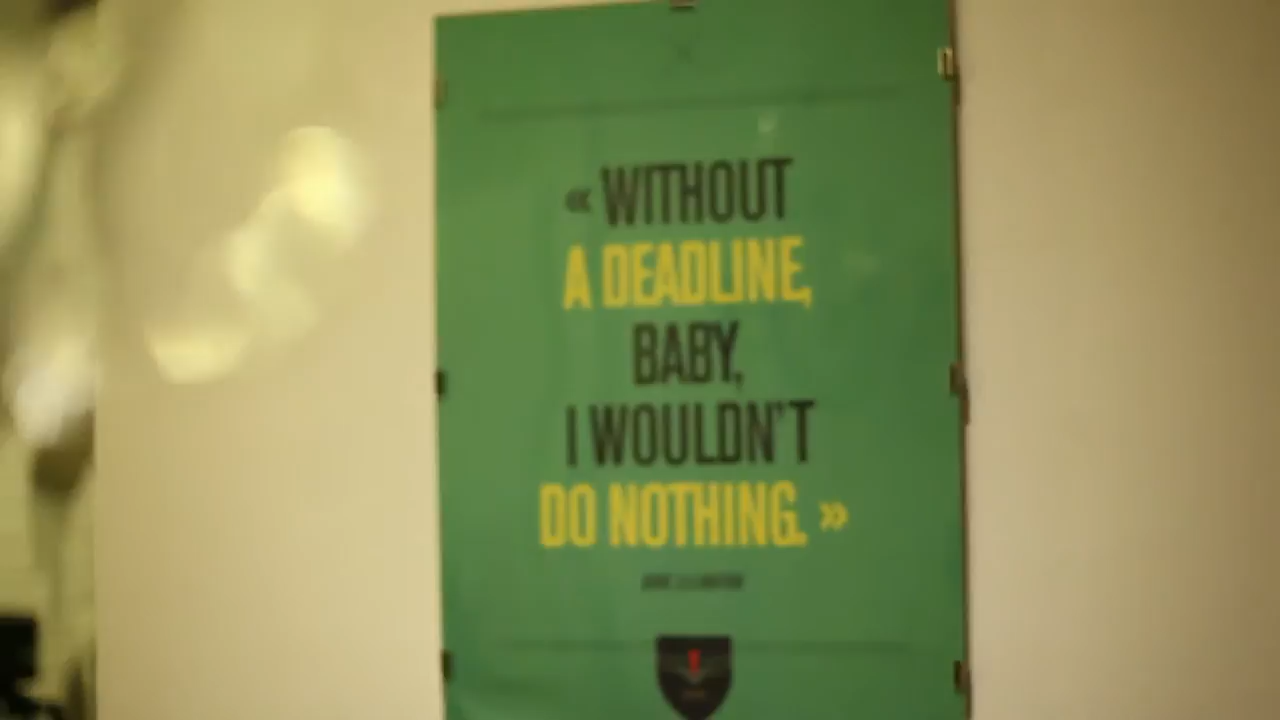 « WITHOUT
A DEADLINE,
BABY,
I WOULDN'T
DO NOTHING. »